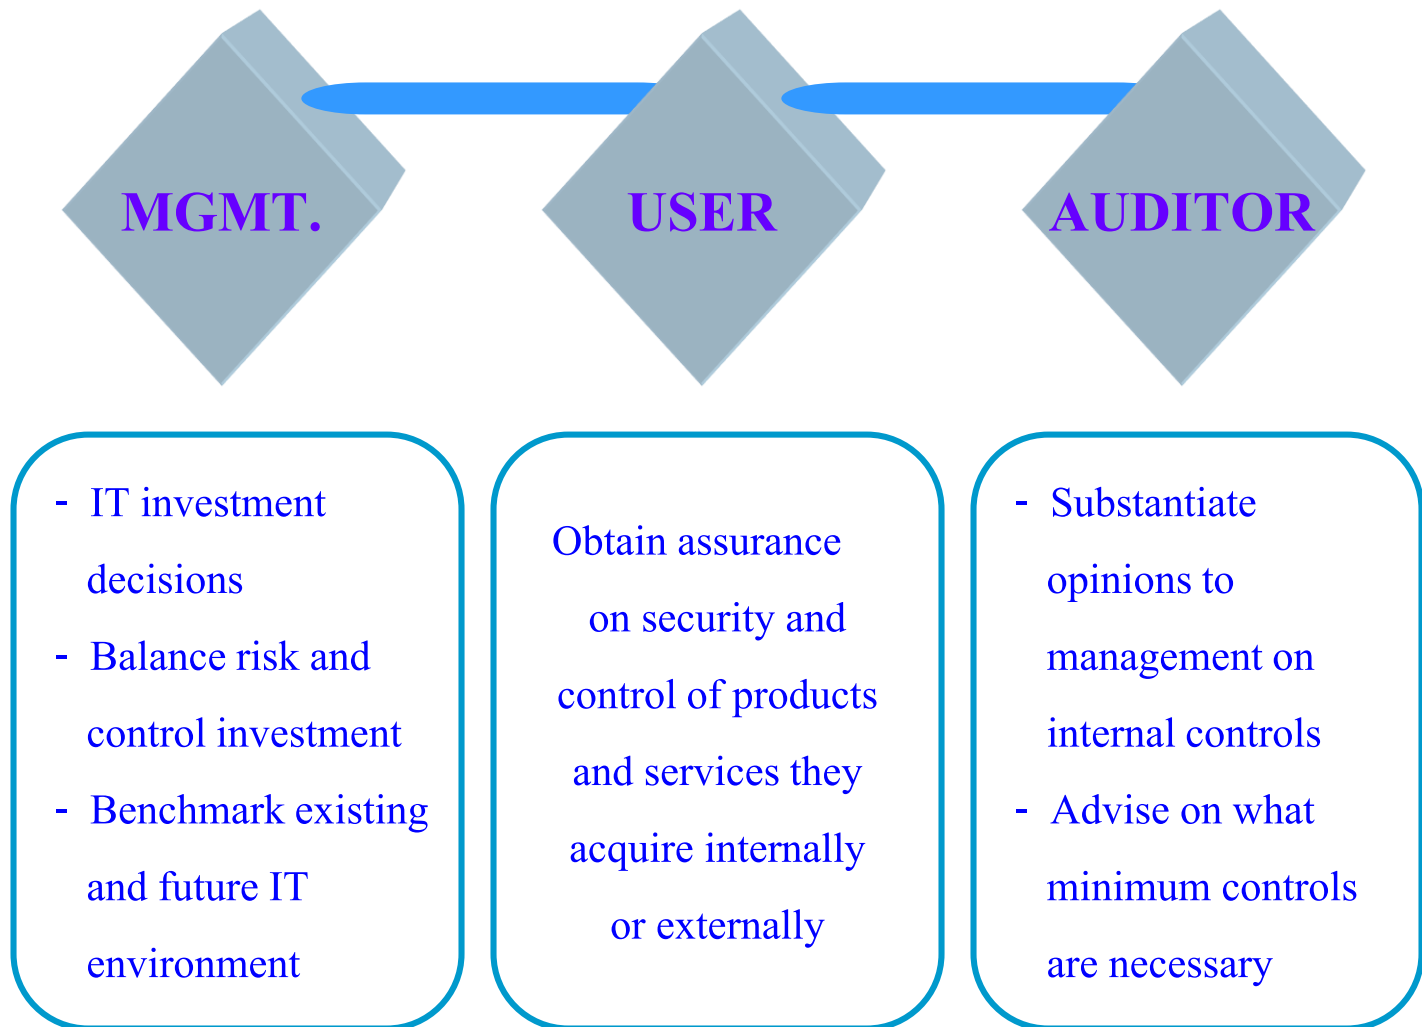 MGMT.
USER
AUDITOR
- IT investment
decisions
- Balance risk and
control investment
- Benchmark existing
and future IT
environment
Obtain assurance
on security and
control of products
and services they
acquire internally
or externally
- Substantiate
opinions to
management on
internal controls
- Advise on what
minimum controls
are necessary